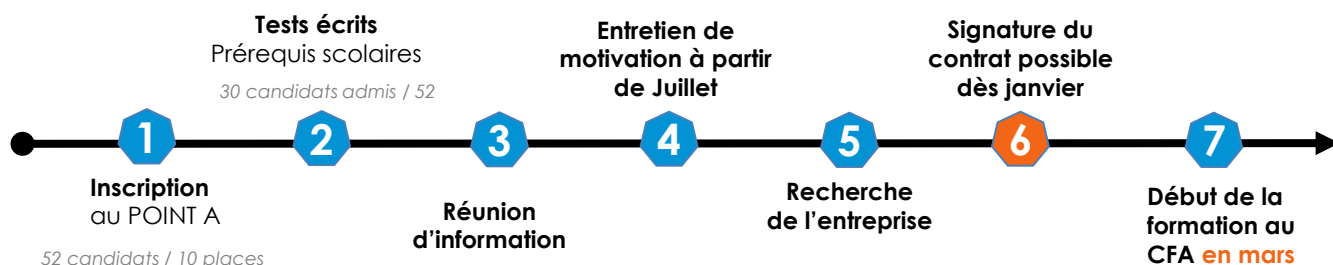 1
Inscription
au POINT A
52 candidats / 10 places
Tests écrits
Prérequis scolaires
30 candidats admis / 52
2
3
Réunion
d'information
Entretien de
motivation à partir
de Juillet
4
5
Recherche
de l'entreprise
Signature du
contrat possible
dès janvier
6
7
Début de la
formation au
CFA en mars